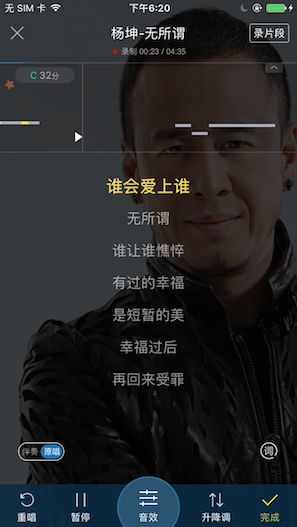 无 SIM 卡
下午6:20
杨坤-无所谓
录制 00:23 / 04:35
录片段
C 32分
谁会爱上谁
无所谓
谁让谁憔悴
有过的幸福
是短暂的美
幸福过后
再回来受罪
伴奏 原唱
词
重唱
暂停
音效
升降调
完成